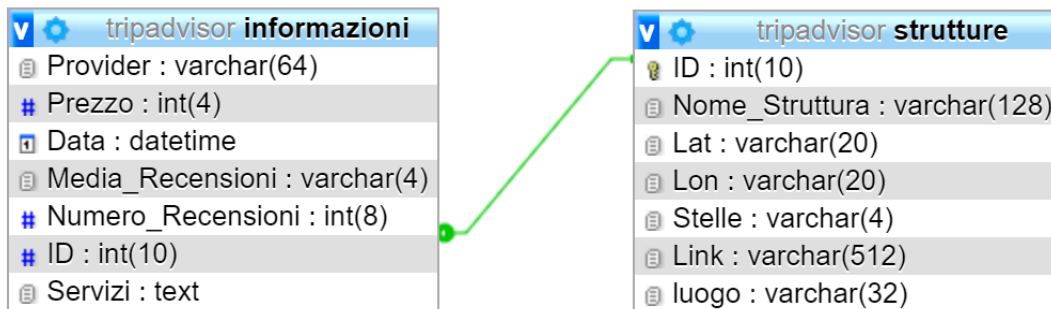 tripadvisor informazioni
Provider : varchar(64)
Prezzo : int(4)
Data : datetime
Media_Recensioni : varchar(4)
Numero_Recensioni : int(8)
ID : int(10)
Servizi : text
tripadvisor strutture
ID : int(10)
Nome_Struttura : varchar(128)
Lat : varchar(20)
Lon : varchar(20)
Stelle : varchar(4)
Link : varchar(512)
luogo : varchar(32)